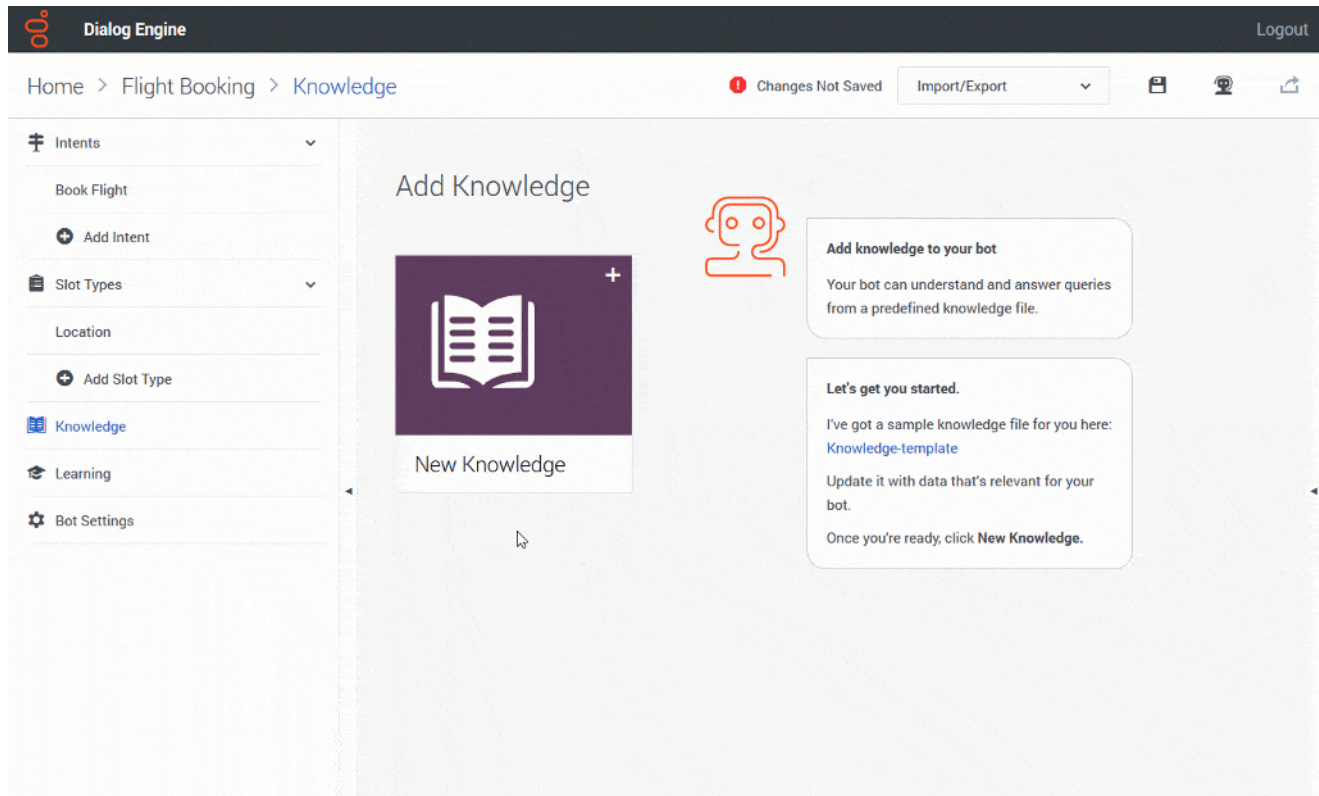 Dialog Engine
Logout
Home > Flight Booking > Knowledge
Changes Not Saved
Import/Export
Intents
Book Flight
Add Intent
Slot Types
Location
Add Slot Type
Knowledge
Learning
Bot Settings
Add Knowledge
New Knowledge
Add knowledge to your bot
Your bot can understand and answer queries
from a predefined knowledge file.
Let's get you started.
I've got a sample knowledge file for you here:
Knowledge-template
Update it with data that's relevant for your
bot.
Once you're ready, click New Knowledge.